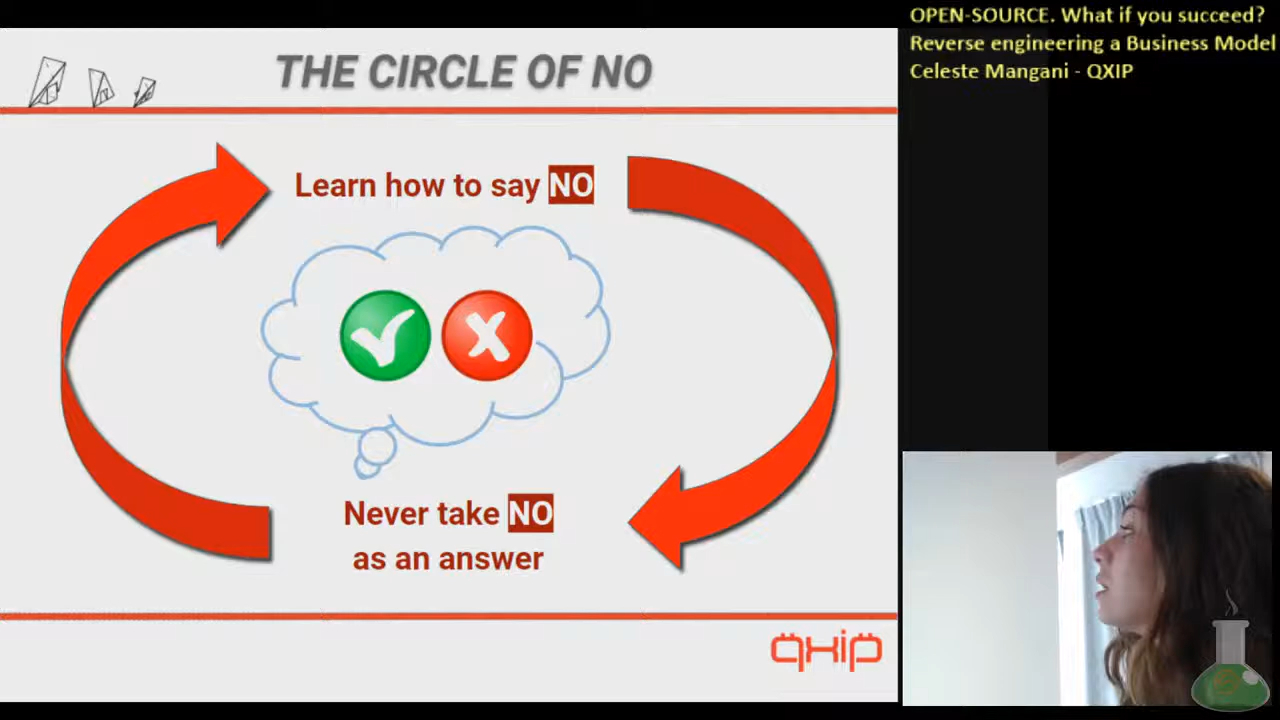 THE CIRCLE OF NO
Learn how to say NO
Never take NO
as an answer
qxip
OPEN-SOURCE. What if you succeed?
Reverse engineering a Business Model
Celeste Mangani - QXIP